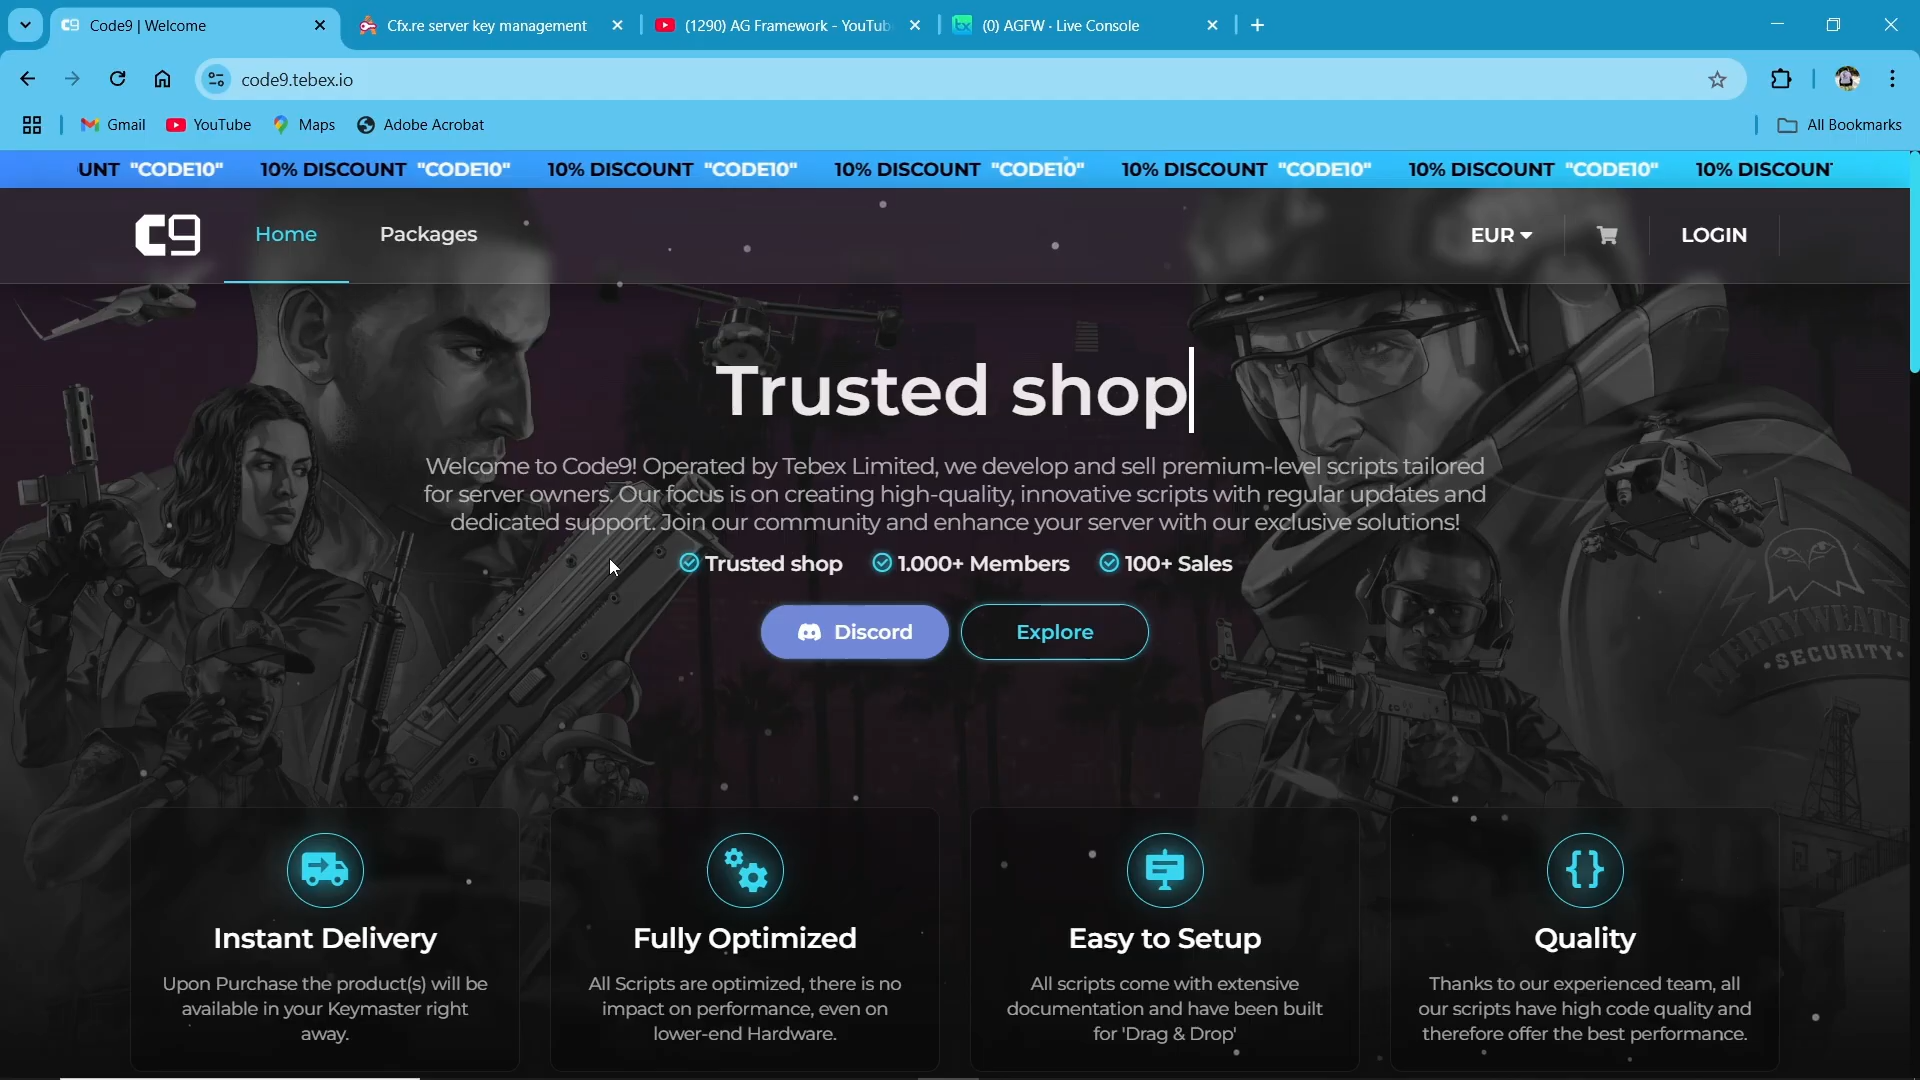 Code9 | Welcome
Cfx.re server key management
(1290) AG Framework - YouTub
(0) AGFW · Live Console
code9.tebex.io
Gmail
YouTube
Maps
Adobe Acrobat
All Bookmarks
UNT "CODE10" 10% DISCOUNT "CODE10" 10% DISCOUNT "CODE10" 10% DISCOUNT "CODE10" 10% DISCOUNT "CODE10" 10% DISCOUNT "CODE10" 10% DISCOUN
C9
Home
Packages
EUR
LOGIN
Trusted shop
Welcome to Code9! Operated by Tebex Limited, we develop and sell premium-level scripts tailored
for server owners. Our focus is on creating high-quality, innovative scripts with regular updates and
dedicated support. Join our community and enhance your server with our exclusive solutions!
Trusted shop 1.000+ Members 100+ Sales
Discord
Explore
MERRYWEATH
SECURITY
Instant Delivery
Upon Purchase the product(s) will be
available in your Keymaster right
away.
Fully Optimized
All Scripts are optimized, there is no
impact on performance, even on
lower-end Hardware.
Easy to Setup
All scripts come with extensive
documentation and have been built
for 'Drag & Drop'
Quality
Thanks to our experienced team, all
our scripts have high code quality and
therefore offer the best performance.